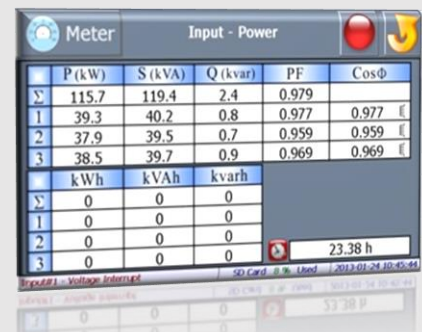 Meter Input - Power
P (kW) S (kVA) Q (kvar) PF CosΦ
Σ 115.7 119.4 2.4 0.979
1 39.3 40.2 0.8 0.977 0.977
2 37.9 39.5 0.7 0.959 0.959
3 38.5 39.7 0.9 0.969 0.969
kWh kVAh kvarh
Σ 0 0 0
1 0 0 0
2 0 0 0
3 0 0 0
23.38 h
Input#1 - Voltage Interrupt SD Card 8 % Used 2013-01-24 10:45:44